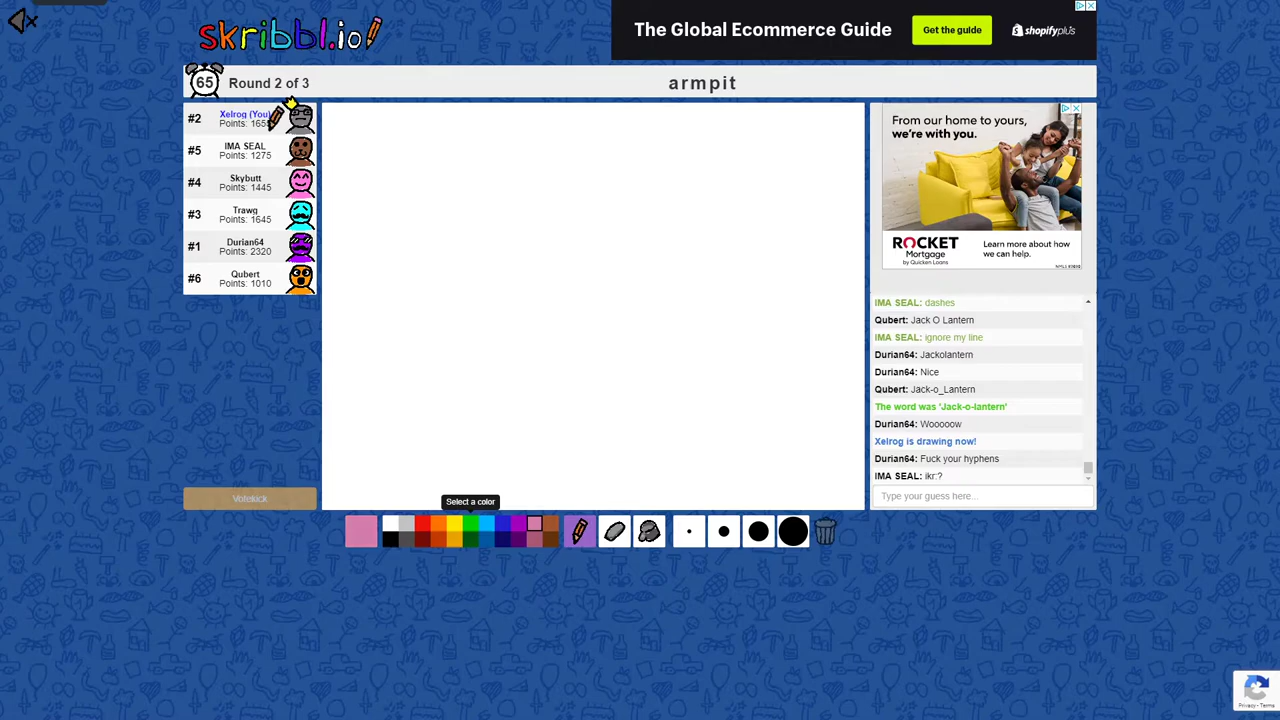 skribbl.io
The Global Ecommerce Guide
Get the guide
shopifyplus
65
Round 2 of 3
armpit
#2
Xelrog (You)
Points: 165
#5
IMA SEAL
Points: 1275
#4
Skybutt
Points: 1445
#3
Trawg
Points: 1645
#1
Durian64
Points: 2320
#6
Qubert
Points: 1010
From our home to yours,
we're with you.
ROCKET
Mortgage
by Quicken Loans
Learn more about how
we can help.
IMA SEAL: dashes
Qubert: Jack O Lantern
IMA SEAL: ignore my line
Durian64: Jackolantern
Durian64: Nice
Qubert: Jack-o_Lantern
The word was 'Jack-o-lantern'
Durian64: Wooooow
Xelrog is drawing now!
Durian64: Fuck your hyphens
IMA SEAL: ikr:?
Type your guess here...
Votekick
Select a color
Privacy - Terms